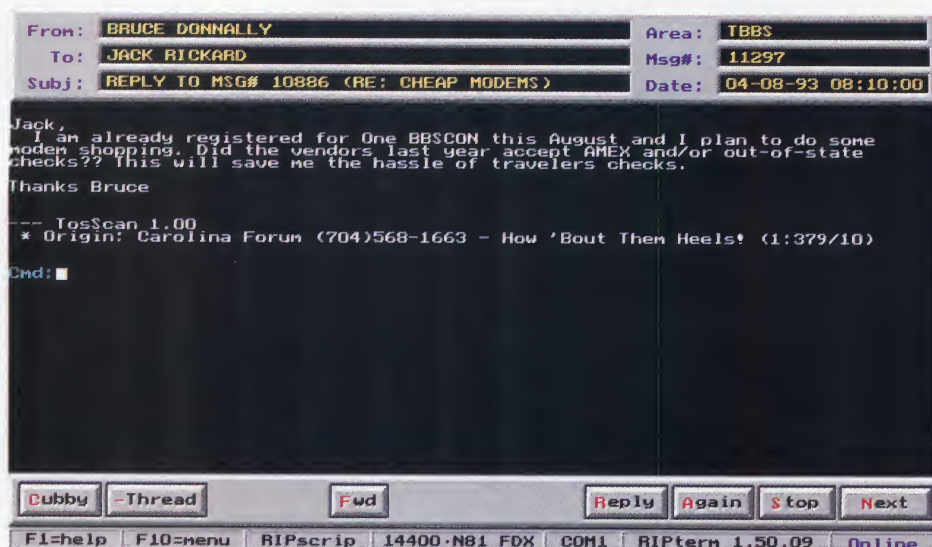 From: BRUCE DONNALLY Area: TBBS
To: JACK RICKARD Msg#: 11297
Subj: REPLY TO MSG# 10886 (RE: CHEAP MODEMS) Date: 04-08-93 08:10:00
Jack,
I am already registered for One BBSCON this August and I plan to do some
modem shopping. Did the vendors last year accept AMEX and/or out-of-state
checks?? This will save me the hassle of travelers checks.
Thanks Bruce
--- TosScan 1.00
* Origin: Carolina Forum (704)568-1663 - How 'Bout Them Heels! (1:379/10)
Cmd:
Cubby -Thread Fwd Reply Again Stop Next
F1=help F10=menu RIPscrip 14400·N81 FDX COM1 RIPterm 1.50.09 Online